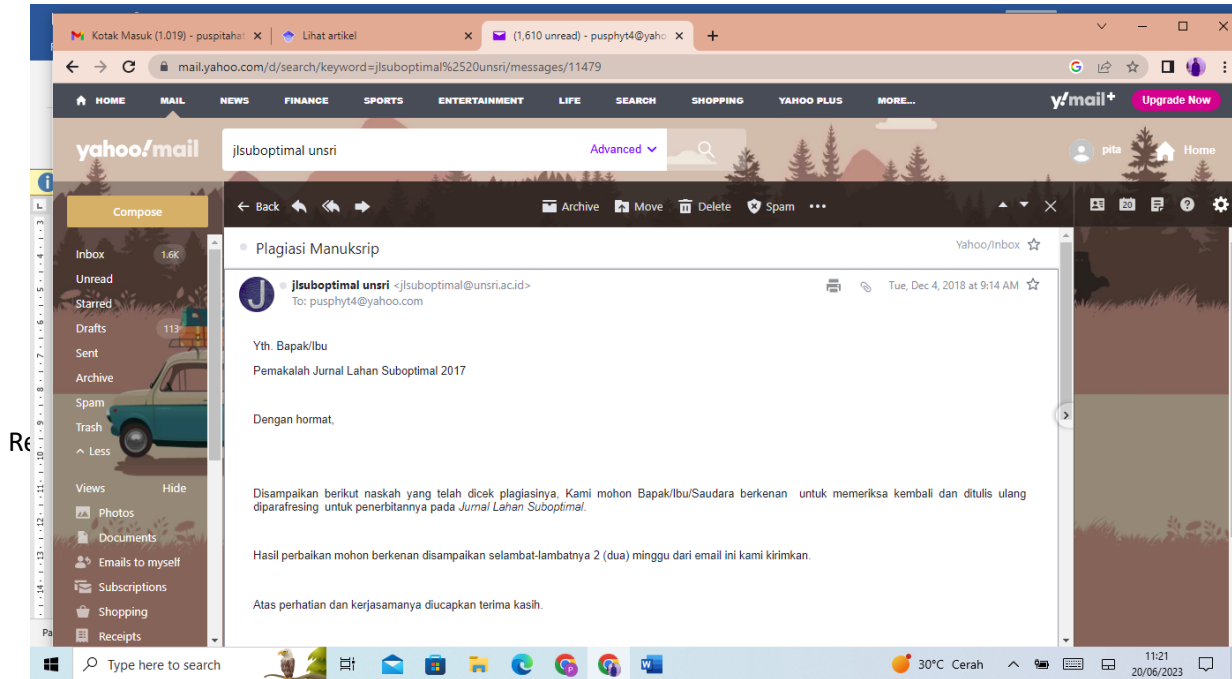 Kotak Masuk (1.019) - puspitahat
Lihat artikel
(1,610 unread) - pusphyt4@yaho
mail.yahoo.com/d/search/keyword=jlsuboptimal%2520unsri/messages/11479
HOME MAIL NEWS FINANCE SPORTS ENTERTAINMENT LIFE SEARCH SHOPPING YAHOO PLUS MORE... y!mail+ Upgrade Now
yahoo!mail
jlsuboptimal unsri Advanced
pita Home
Compose
Back Archive Move Delete Spam
20
Inbox 1.6K
Unread
Starred
Drafts 113
Sent
Archive
Spam
Trash
Less
Views Hide
Photos
Documents
Emails to myself
Subscriptions
Shopping
Receipts
Plagiasi Manuksrip Yahoo/Inbox
J
jlsuboptimal unsri <jlsuboptimal@unsri.ac.id> Tue, Dec 4, 2018 at 9:14 AM
To: pusphyt4@yahoo.com
Yth. Bapak/Ibu
Pemakalah Jurnal Lahan Suboptimal 2017
Dengan hormat,
Disampaikan berikut naskah yang telah dicek plagiasinya, Kami mohon Bapak/Ibu/Saudara berkenan untuk memeriksa kembali dan ditulis ulang
diparafresing untuk penerbitannya pada Jurnal Lahan Suboptimal.
Hasil perbaikan mohon berkenan disampaikan selambat-lambatnya 2 (dua) minggu dari email ini kami kirimkan.
Atas perhatian dan kerjasamanya diucapkan terima kasih.
Type here to search
30°C Cerah
11:21
20/06/2023